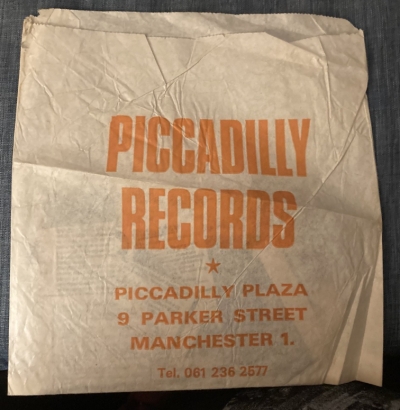 PICCADILLY
RECORDS
PICCADILLY PLAZA
9 PARKER STREET
MANCHESTER 1.
Tel. 061 236 2577